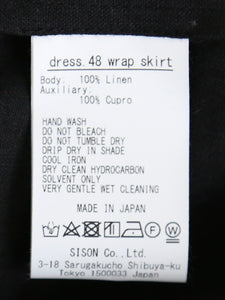 dress. 48 wrap skirt
Body: 100% Linen
Auxiliary:
100% Cupro
HAND WASH
DO NOT BLEACH
DO NOT TUMBLE DRY
DRIP DRY IN SHADE
COOL IRON
DRY CLEAN HYDROCARBON
SOLVENT ONLY
VERY GENTLE WET CLEANING
MADE IN JAPAN
SISON Co.,Ltd.
3-18 Sarugakucho Shibuya-ku
Tokyo 1500033 Japan